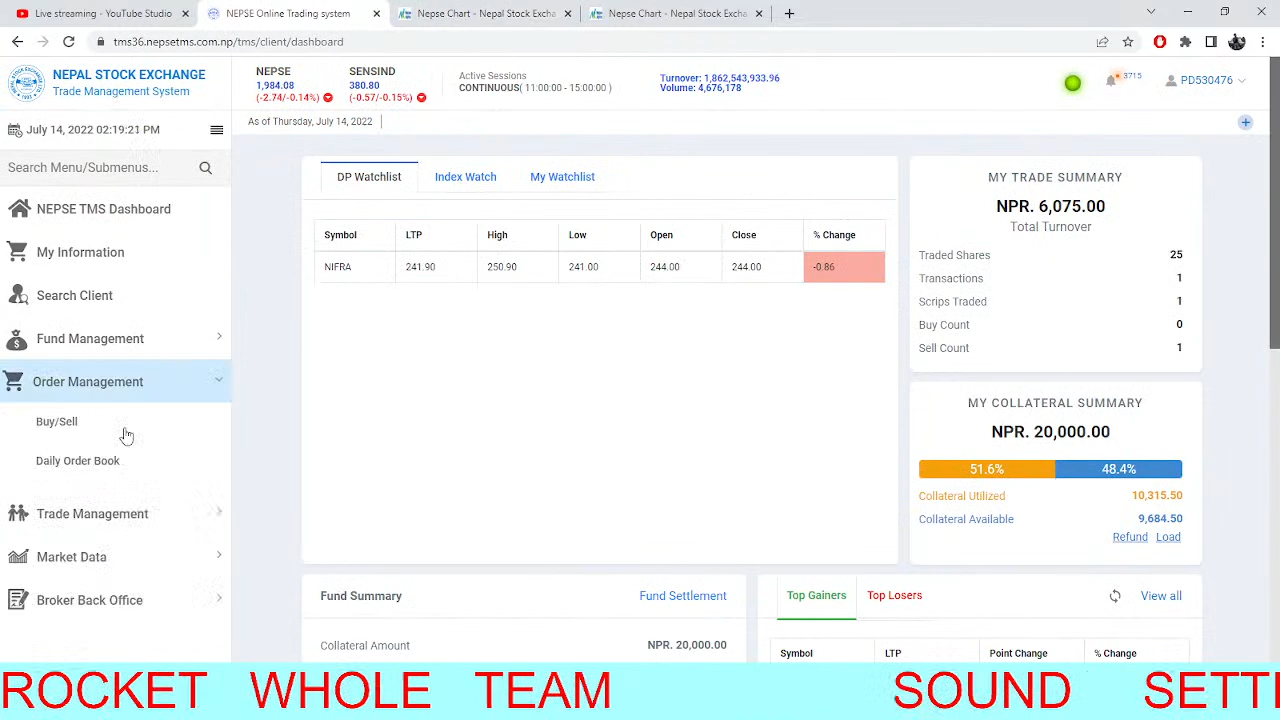 Live streaming - YouTube Studio
NEPSE Online Trading system
Nepse Chart - Nepal Stock Excha
Nepse Chart - Nepal Stock Excha
tms36.nepsetms.com.np/tms/client/dashboard
NEPAL STOCK EXCHANGE
Trade Management System
NEPSE
1,984.08
(-2.74/-0.14%)
SENSIND
380.80
(-0.57/-0.15%)
Active Sessions
CONTINUOUS( 11:00:00 - 15:00:00 )
Turnover: 1,862,543,933.96
Volume: 4,676,178
3715
PD530476
July 14, 2022 02:19:21 PM
As of Thursday, July 14, 2022
Search Menu/Submenus...
NEPSE TMS Dashboard
My Information
Search Client
Fund Management
Order Management
Buy/Sell
Daily Order Book
Trade Management
Market Data
Broker Back Office
DP Watchlist
Index Watch
My Watchlist
Symbol LTP High Low Open Close % Change
NIFRA 241.90 250.90 241.00 244.00 244.00 -0.86
MY TRADE SUMMARY
NPR. 6,075.00
Total Turnover
Traded Shares 25
Transactions 1
Scrips Traded 1
Buy Count 0
Sell Count 1
MY COLLATERAL SUMMARY
NPR. 20,000.00
51.6% 48.4%
Collateral Utilized 10,315.50
Collateral Available 9,684.50
Refund Load
Fund Summary Fund Settlement
Collateral Amount NPR. 20,000.00
Top Gainers Top Losers View all
Symbol LTP Point Change % Change
ROCKET WHOLE TEAM SOUND SETTI